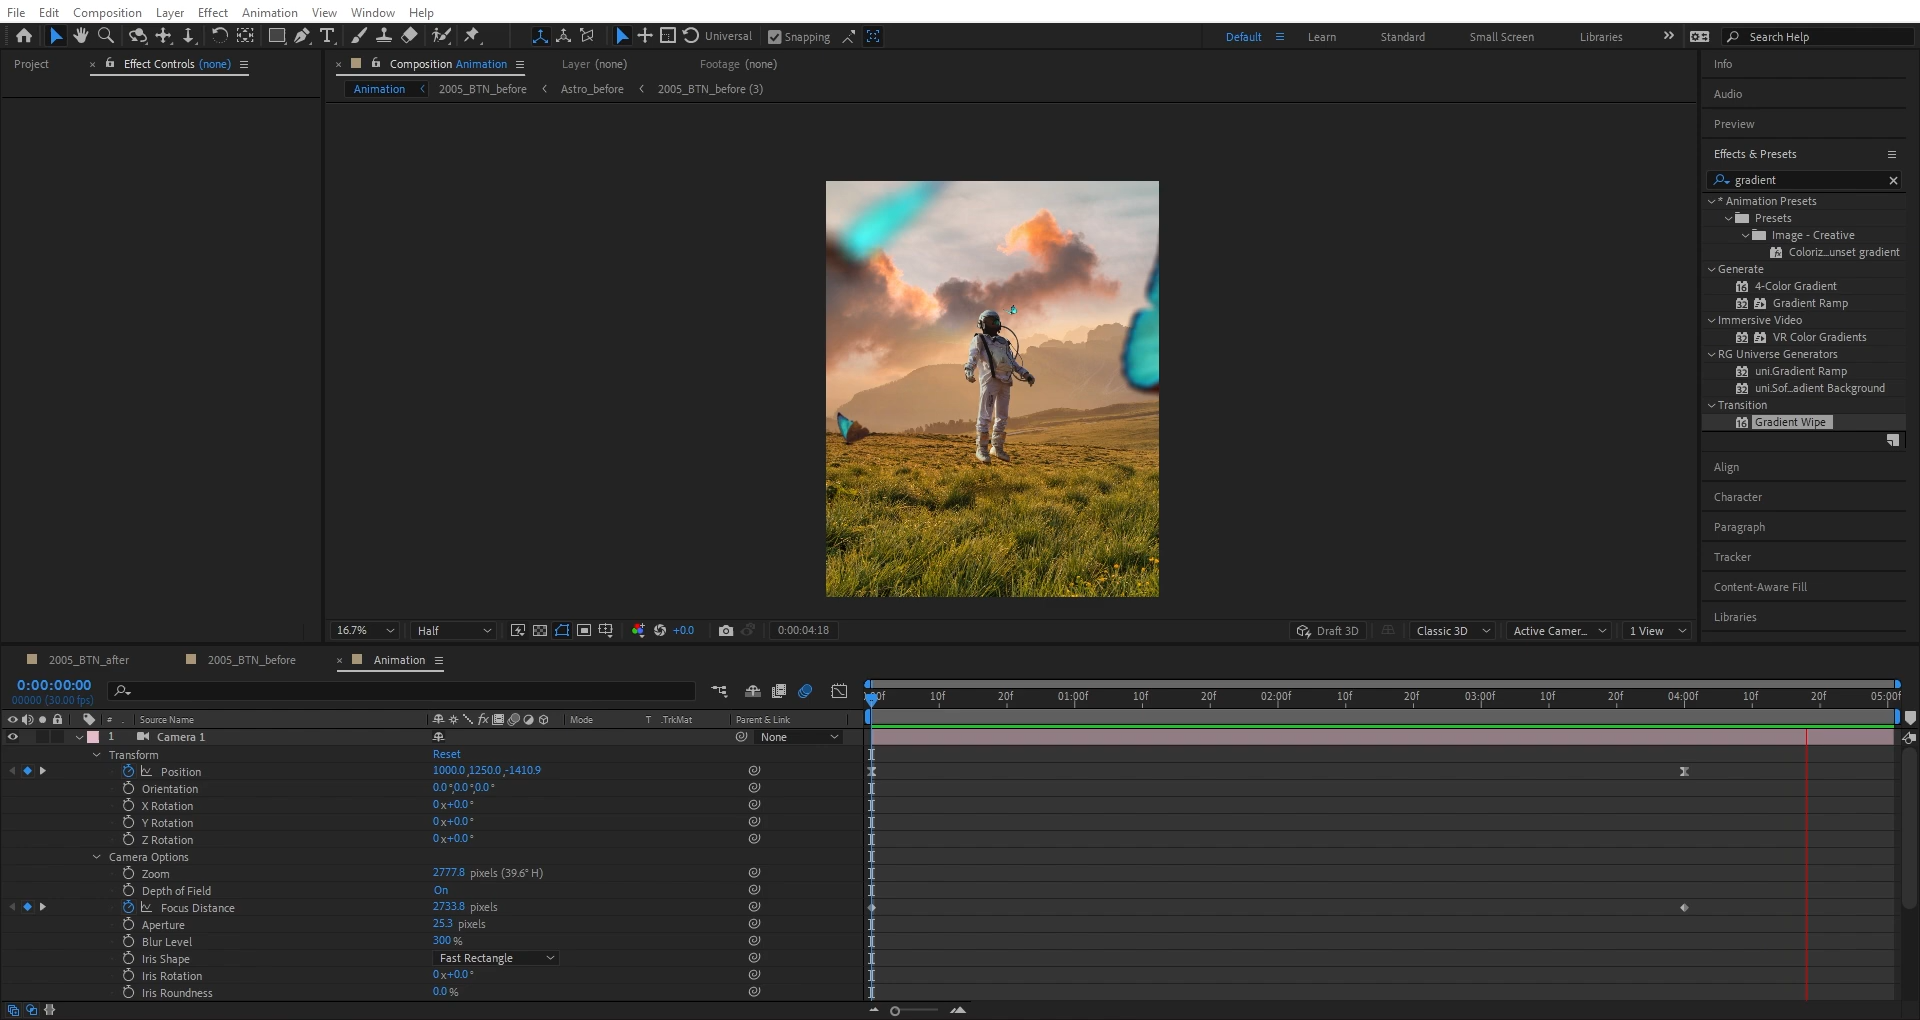 File Edit Composition Layer Effect Animation View Window Help
Universal Snapping Default Learn Standard Small Screen Libraries Search Help
Project Effect Controls (none)
Composition Animation Layer (none) Footage (none)
Animation 2005_BTN_before Astro_before 2005_BTN_before (3)
Info
Audio
Preview
Effects & Presets
gradient
* Animation Presets
Presets
Image - Creative
Coloriz...unset gradient
Generate
16 4-Color Gradient
32 Gradient Ramp
Immersive Video
32 VR Color Gradients
RG Universe Generators
32 uni.Gradient Ramp
32 uni.Sof...adient Background
Transition
16 Gradient Wipe
Align
Character
Paragraph
Tracker
Content-Aware Fill
Libraries
16.7% Half +0.0 0:00:04:18 Draft 3D Classic 3D Active Camer... 1 View
2005_BTN_after 2005_BTN_before Animation
0:00:00:00
00000 (30.00 fps)
00f 10f 20f 01:00f 10f 20f 02:00f 10f 20f 03:00f 10f 20f 04:00f 10f 20f 05:00f
# . Source Name fx Mode T .TrkMat Parent & Link
1 Camera 1 None
Transform Reset
Position 1000.0,1250.0,-1410.9
Orientation 0.0°,0.0°,0.0°
X Rotation 0x+0.0°
Y Rotation 0x+0.0°
Z Rotation 0x+0.0°
Camera Options
Zoom 2777.8 pixels (39.6° H)
Depth of Field On
Focus Distance 2733.8 pixels
Aperture 25.3 pixels
Blur Level 300 %
Iris Shape Fast Rectangle
Iris Rotation 0x+0.0°
Iris Roundness 0.0 %